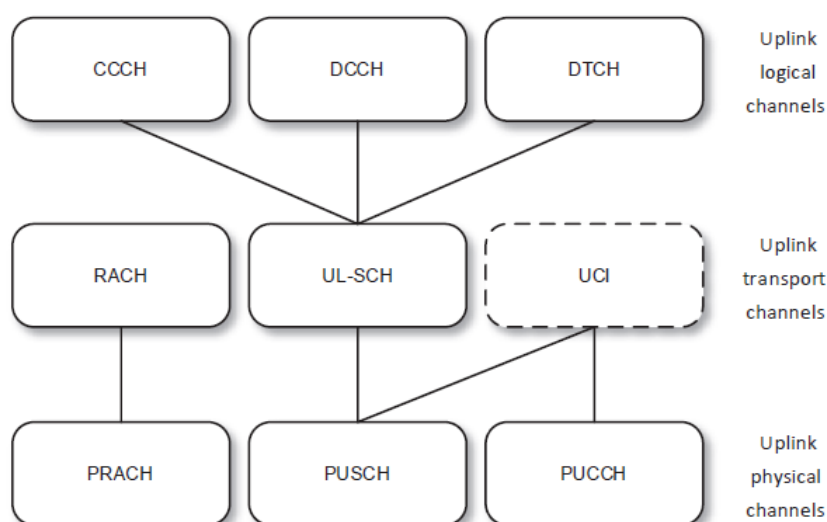 CCCH
DCCH
DTCH
Uplink
logical
channels
RACH
UL-SCH
UCI
Uplink
transport
channels
PRACH
PUSCH
PUCCH
Uplink
physical
channels